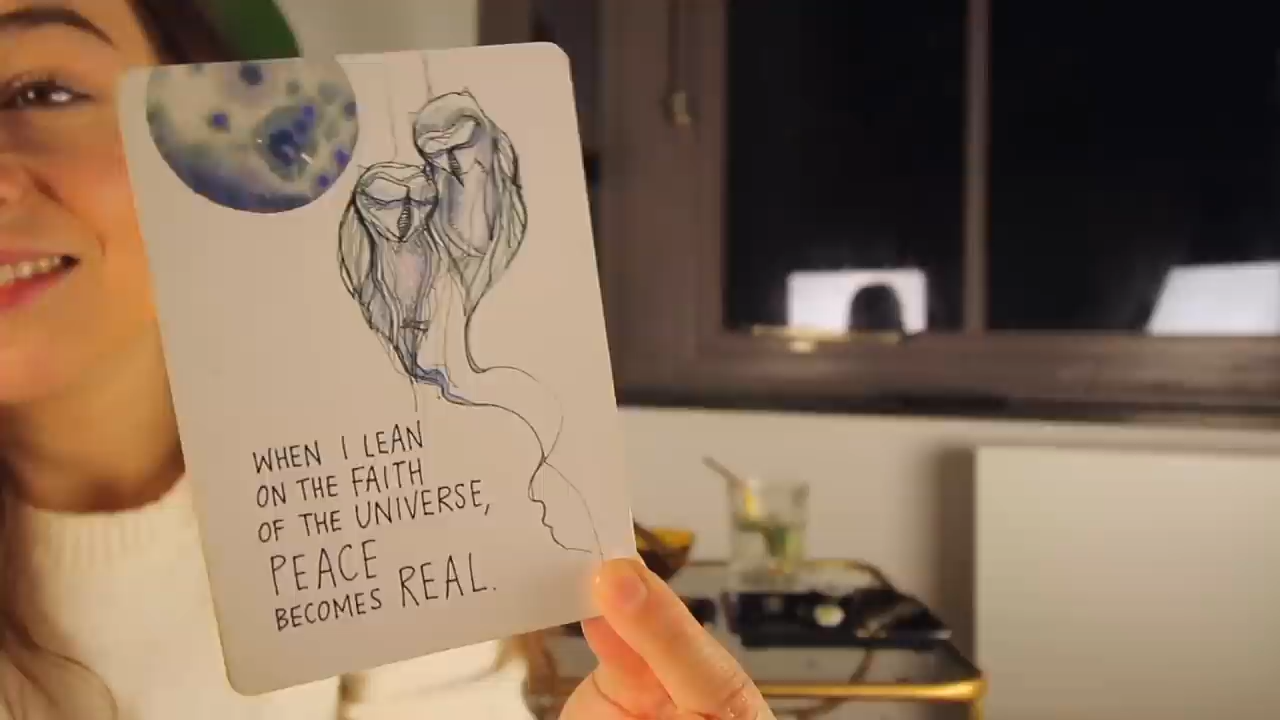 WHEN I LEAN
ON THE FAITH
OF THE UNIVERSE,
PEACE
BECOMES REAL.